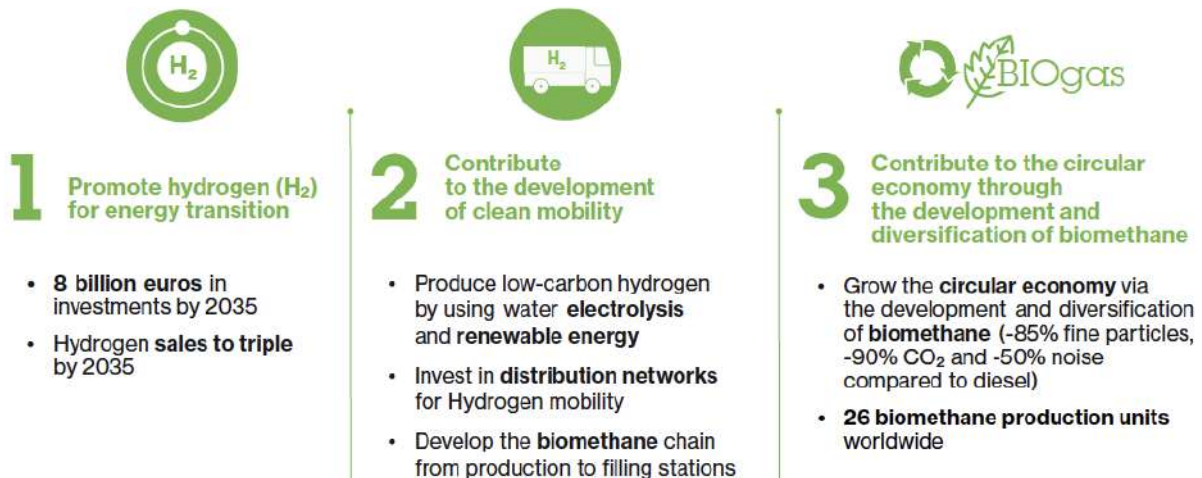 H₂
1
Promote hydrogen (H₂)
for energy transition
• 8 billion euros in
investments by 2035
• Hydrogen sales to triple
by 2035
H₂
2
Contribute
to the development
of clean mobility
• Produce low-carbon hydrogen
by using water electrolysis
and renewable energy
• Invest in distribution networks
for Hydrogen mobility
• Develop the biomethane chain
from production to filling stations
BIOgas
3
Contribute to the circular
economy through
the development and
diversification of biomethane
• Grow the circular economy via
the development and diversification
of biomethane (-85% fine particles,
-90% CO₂ and -50% noise
compared to diesel)
• 26 biomethane production units
worldwide